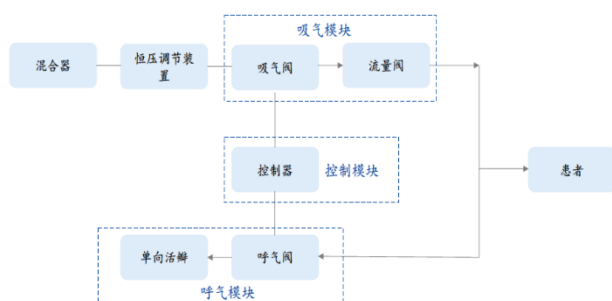 吸气模块
混合器
恒压调节装
置
吸气阀
流量阀
控制器
控制模块
患者
单向活瓣
呼气阀
呼气模块